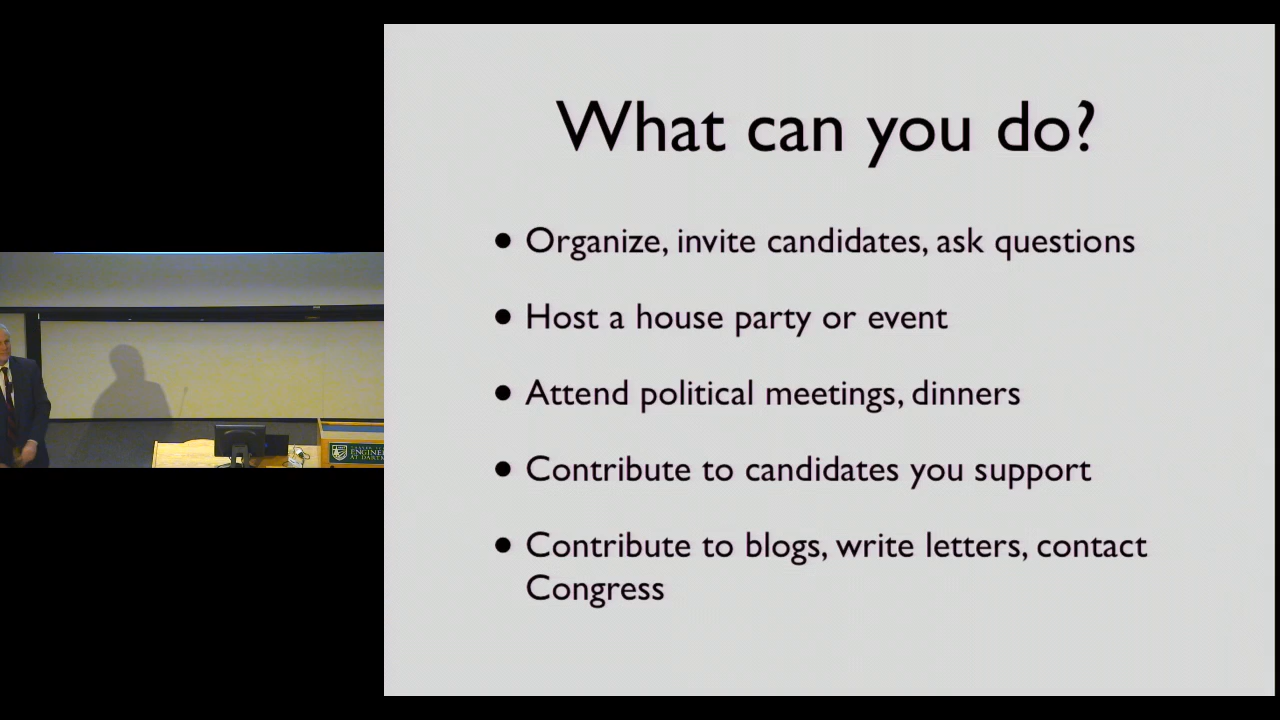 What can you do?
• Organize, invite candidates, ask questions
• Host a house party or event
• Attend political meetings, dinners
• Contribute to candidates you support
• Contribute to blogs, write letters, contact
Congress